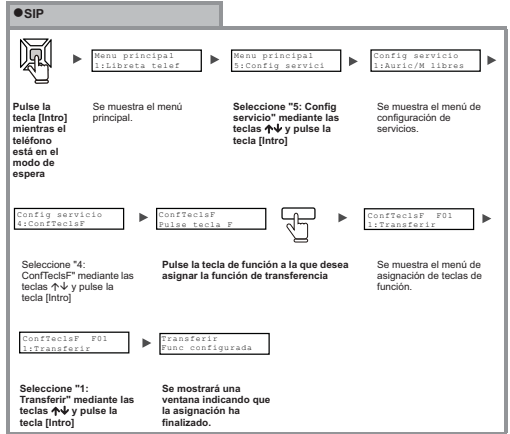 ●SIP
Menu principal
1:Libreta telef
Menu principal
5:Config servici
Config servicio
1:Auric/M libres
Pulse la
tecla [Intro]
mientras el
teléfono
está en el
modo de
espera
Se muestra el menú
principal.
Seleccione "5: Config
servicio" mediante las
teclas ↑↓ y pulse la
tecla [Intro]
Se muestra el menú de
configuración de
servicios.
Config servicio
4:ConfTeclsF
ConfTeclsF
Pulse tecla F
ConfTeclsF F01
1:Transferir
Seleccione "4:
ConfTeclsF" mediante las
teclas ↑↓ y pulse la
tecla [Intro]
Pulse la tecla de función a la que desea
asignar la función de transferencia
Se muestra el menú de
asignación de teclas de
función.
ConfTeclsF F01
1:Transferir
Transferir
Func configurada
Seleccione "1:
Transferir" mediante las
teclas ↑↓ y pulse la
tecla [Intro]
Se mostrará una
ventana indicando que
la asignación ha
finalizado.